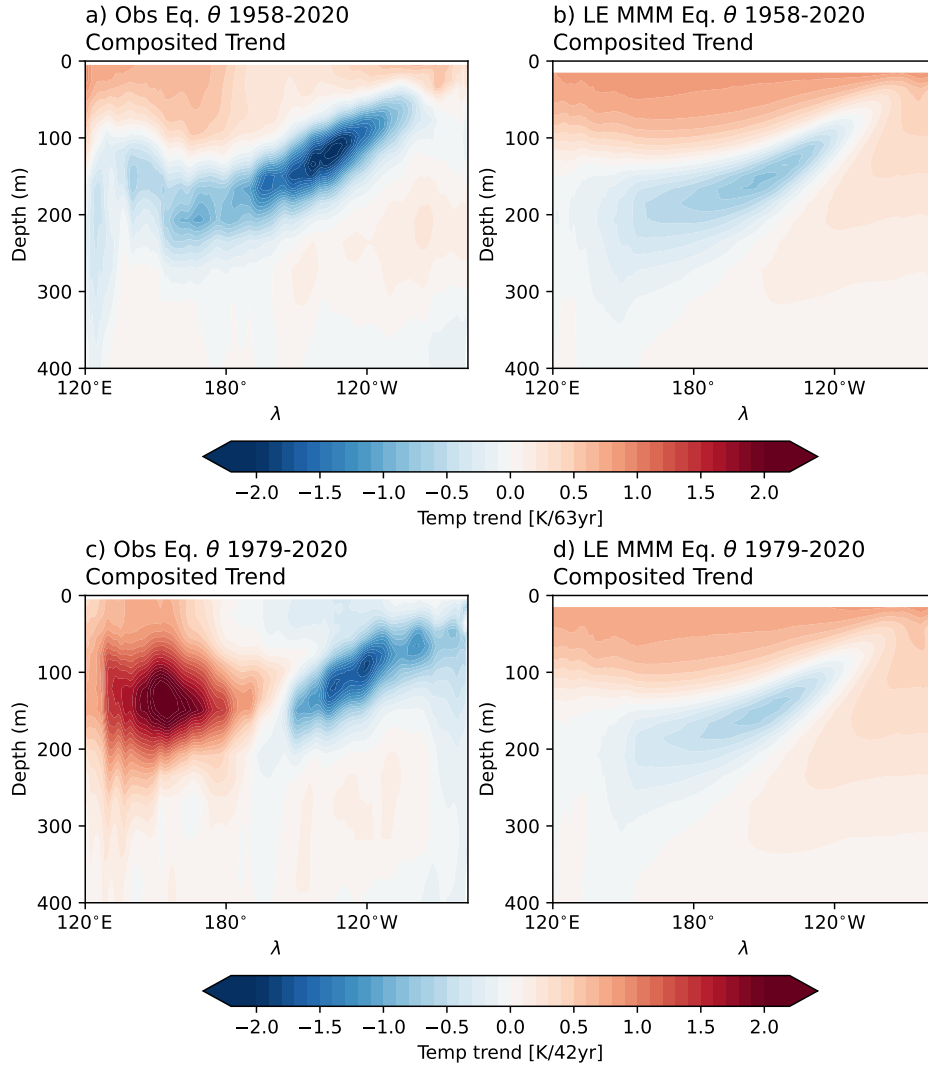 a) Obs Eq. θ 1958-2020
Composited Trend
b) LE MMM Eq. θ 1958-2020
Composited Trend
0
100
200
300
400
Depth (m)
120°E
180°
120°W
λ
0
100
200
300
400
Depth (m)
120°E
180°
120°W
λ
−2.0 −1.5 −1.0 −0.5 0.0 0.5 1.0 1.5 2.0
Temp trend [K/63yr]
c) Obs Eq. θ 1979-2020
Composited Trend
d) LE MMM Eq. θ 1979-2020
Composited Trend
0
100
200
300
400
Depth (m)
120°E
180°
120°W
λ
0
100
200
300
400
Depth (m)
120°E
180°
120°W
λ
−2.0 −1.5 −1.0 −0.5 0.0 0.5 1.0 1.5 2.0
Temp trend [K/42yr]